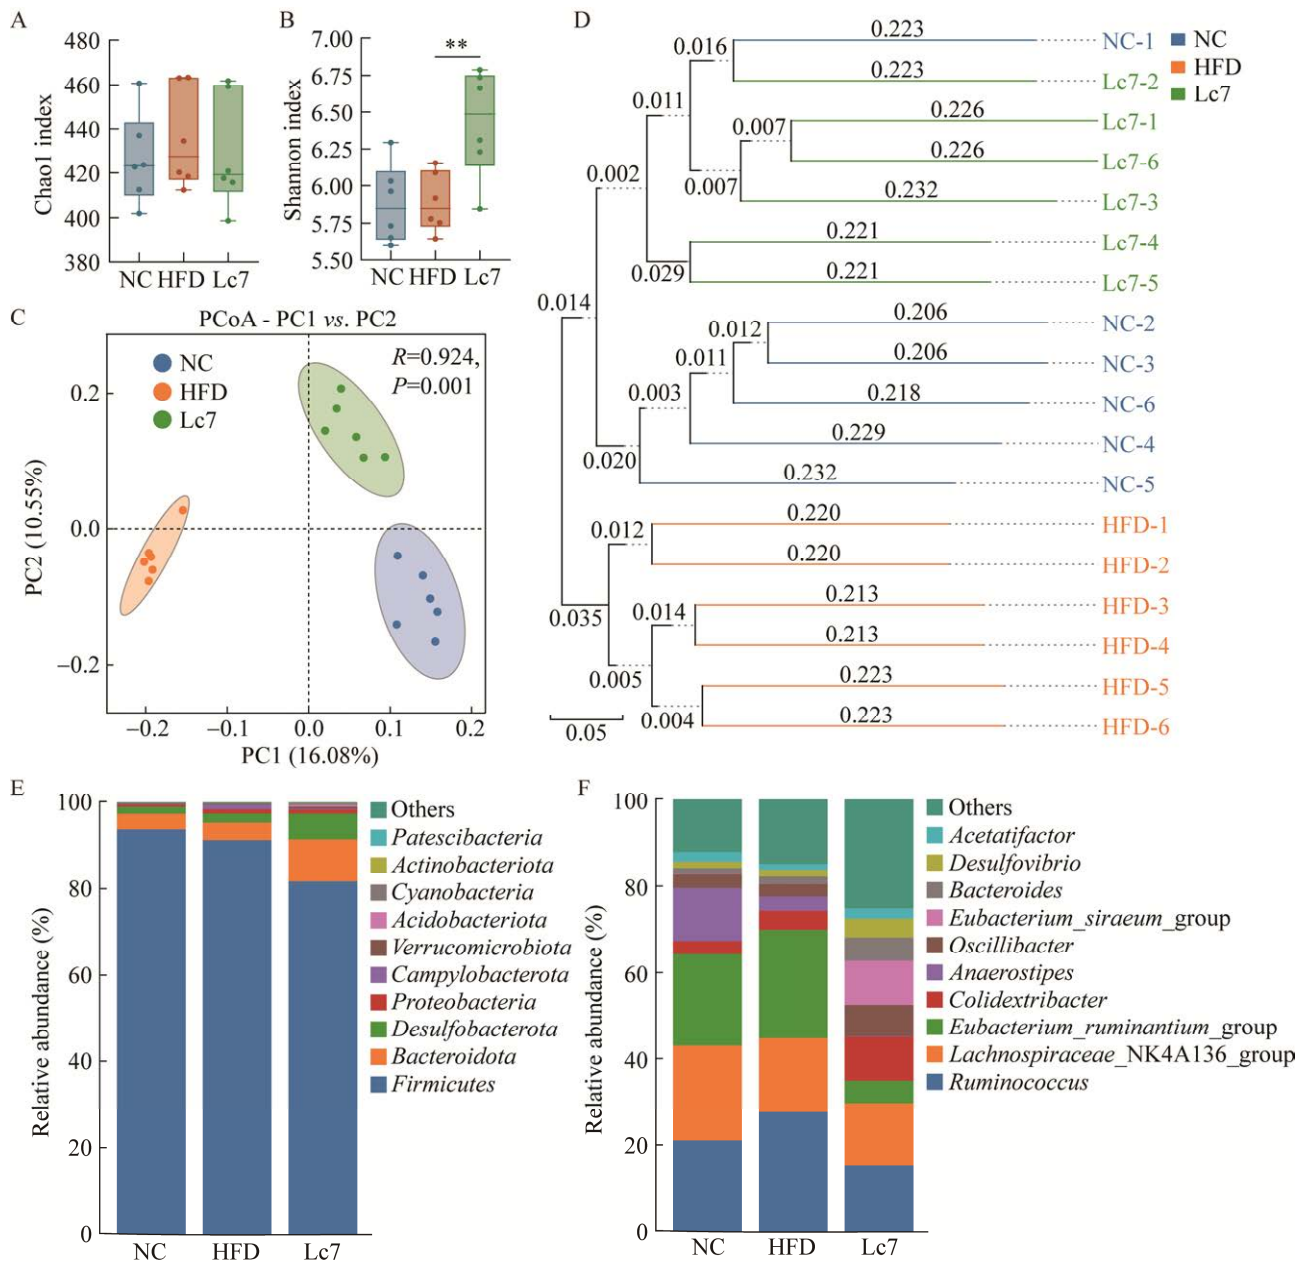 A
480
460
440
420
400
380
Chao1 index
NC HFD Lc7
B
7.00
6.75
6.50
6.25
6.00
5.75
5.50
Shannon index
**
NC HFD Lc7
C
PCoA - PC1 vs. PC2
NC
HFD
Lc7
R=0.924,
P=0.001
0.2
0.0
−0.2
PC2 (10.55%)
−0.2 −0.1 0.0 0.1 0.2
PC1 (16.08%)
D
NC
HFD
Lc7
0.223 NC-1
0.016
0.223 Lc7-2
0.011
0.226 Lc7-1
0.007
0.226 Lc7-6
0.002
0.007
0.232 Lc7-3
0.221 Lc7-4
0.029
0.221 Lc7-5
0.014
0.206 NC-2
0.012
0.011
0.206 NC-3
0.003
0.218 NC-6
0.229 NC-4
0.020
0.232 NC-5
0.220 HFD-1
0.012
0.220 HFD-2
0.035
0.213 HFD-3
0.014
0.213 HFD-4
0.005
0.223 HFD-5
0.004
0.223 HFD-6
0.05
E
100
80
60
40
20
0
Relative abundance (%)
NC HFD Lc7
Others
Patescibacteria
Actinobacteriota
Cyanobacteria
Acidobacteriota
Verrucomicrobiota
Campylobacterota
Proteobacteria
Desulfobacterota
Bacteroidota
Firmicutes
F
100
80
60
40
20
0
Relative abundance (%)
NC HFD Lc7
Others
Acetatifactor
Desulfovibrio
Bacteroides
Eubacterium_siraeum_group
Oscillibacter
Anaerostipes
Colidextribacter
Eubacterium_ruminantium_group
Lachnospiraceae_NK4A136_group
Ruminococcus